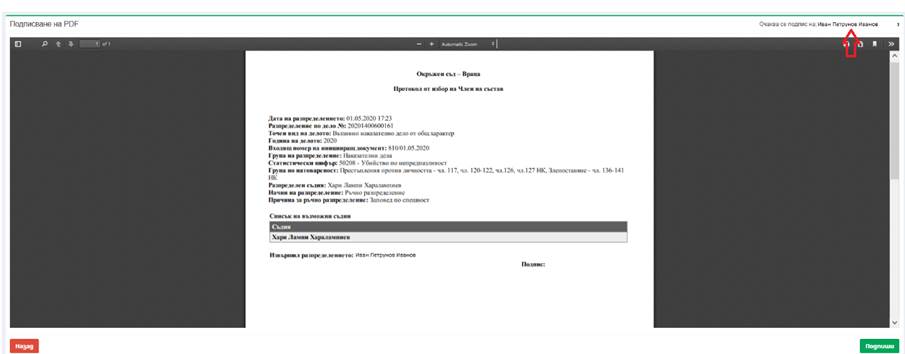 Подписване на PDF
Очаква се подпис на: Иван Петрунов Иванов
1 of 1
− + Automatic Zoom
Окръжен съд – Враца
Протокол от избор на Член на състав
Дата на разпределението: 01.05.2020 17:23
Разпределение по дело №: 20201400600161
Точен вид на делото: Въззивно наказателно дело от общ характер
Година на делото: 2020
Входящ номер на иницииращ документ: 810/01.05.2020
Група на разпределение: Наказателни дела
Статистически шифър: 50208 - Убийство по непредпазливост
Група по натовареност: Престъпления против личността - чл. 117, чл. 120-122, чл.126, чл.127 НК, Злепоставяне - чл. 136-141
НК
Разпределен съдия: Хари Лампи Харалампиев
Начин на разпределение: Ръчно разпределение
Причина за ръчно разпределение: Заповед по спешност
Списък на възможни съдии
Съдия
Хари Лампи Харалампиев
Извършил разпределението: Иван Петрунов Иванов
Подпис:
Назад
Подпиши